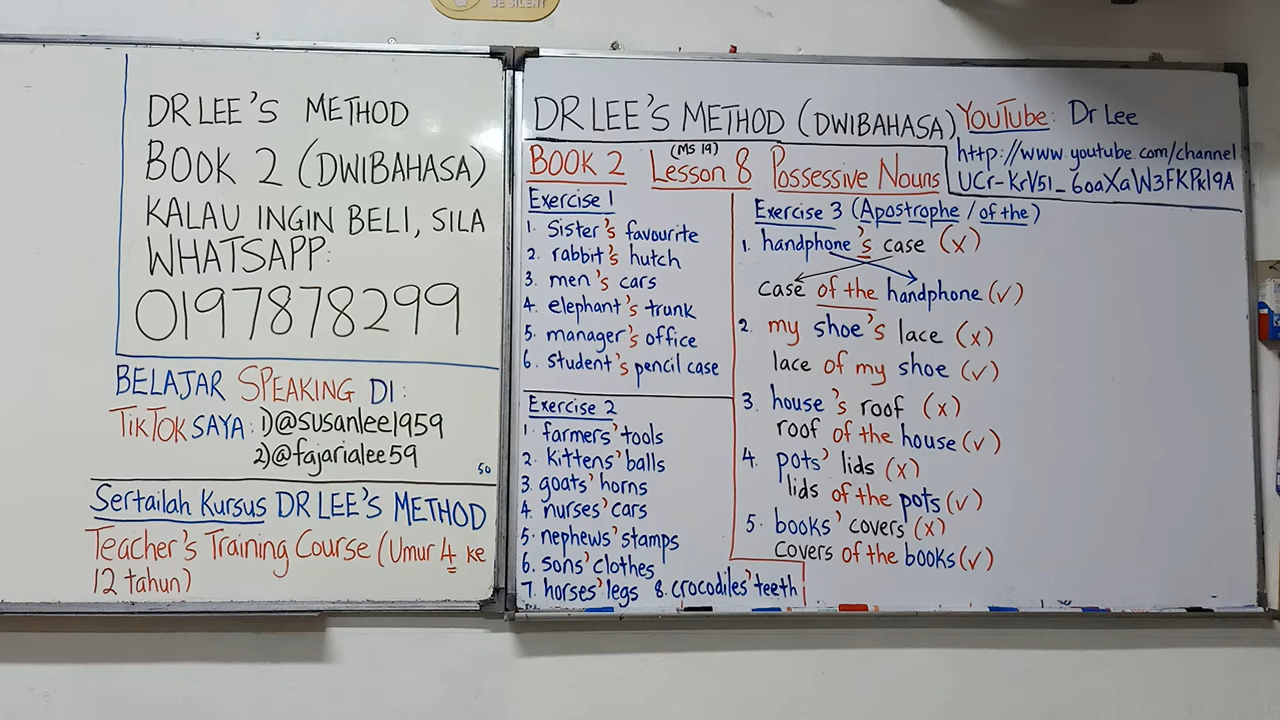 BE SILENT
DR LEE'S METHOD
BOOK 2 (DWIBAHASA)
KALAU INGIN BELI, SILA
WHATSAPP:
0197878299
BELAJAR SPEAKING DI:
TIKTOK SAYA: 1)@susanlee1959
2)@fajarialee59
50
Sertailah Kursus DR LEE'S METHOD
Teacher's Training Course (Umur 4 ke
12 tahun)
DR LEE'S METHOD (DWIBAHASA)
YouTube: Dr Lee
http://www.youtube.com/channel
UCr-KrV51_6oaXaW3FKPKl9A
(MS 19)
BOOK 2 Lesson 8 Possessive Nouns
Exercise 1
1. Sister's favourite
2. rabbit's hutch
3. men's cars
4. elephant's trunk
5. manager's office
6. student's pencil case
Exercise 2
1. farmers' tools
2. kittens' balls
3. goats' horns
4. nurses' cars
5. nephews' stamps
6. sons' clothes
7. horses' legs 8. crocodiles' teeth
Exercise 3 (Apostrophe / of the)
1. handphone's case (x)
case of the handphone (✓)
2. my shoe's lace (x)
lace of my shoe (✓)
3. house's roof (x)
roof of the house (✓)
4. pots' lids (x)
lids of the pots (✓)
5. books' covers (x)
covers of the books (✓)